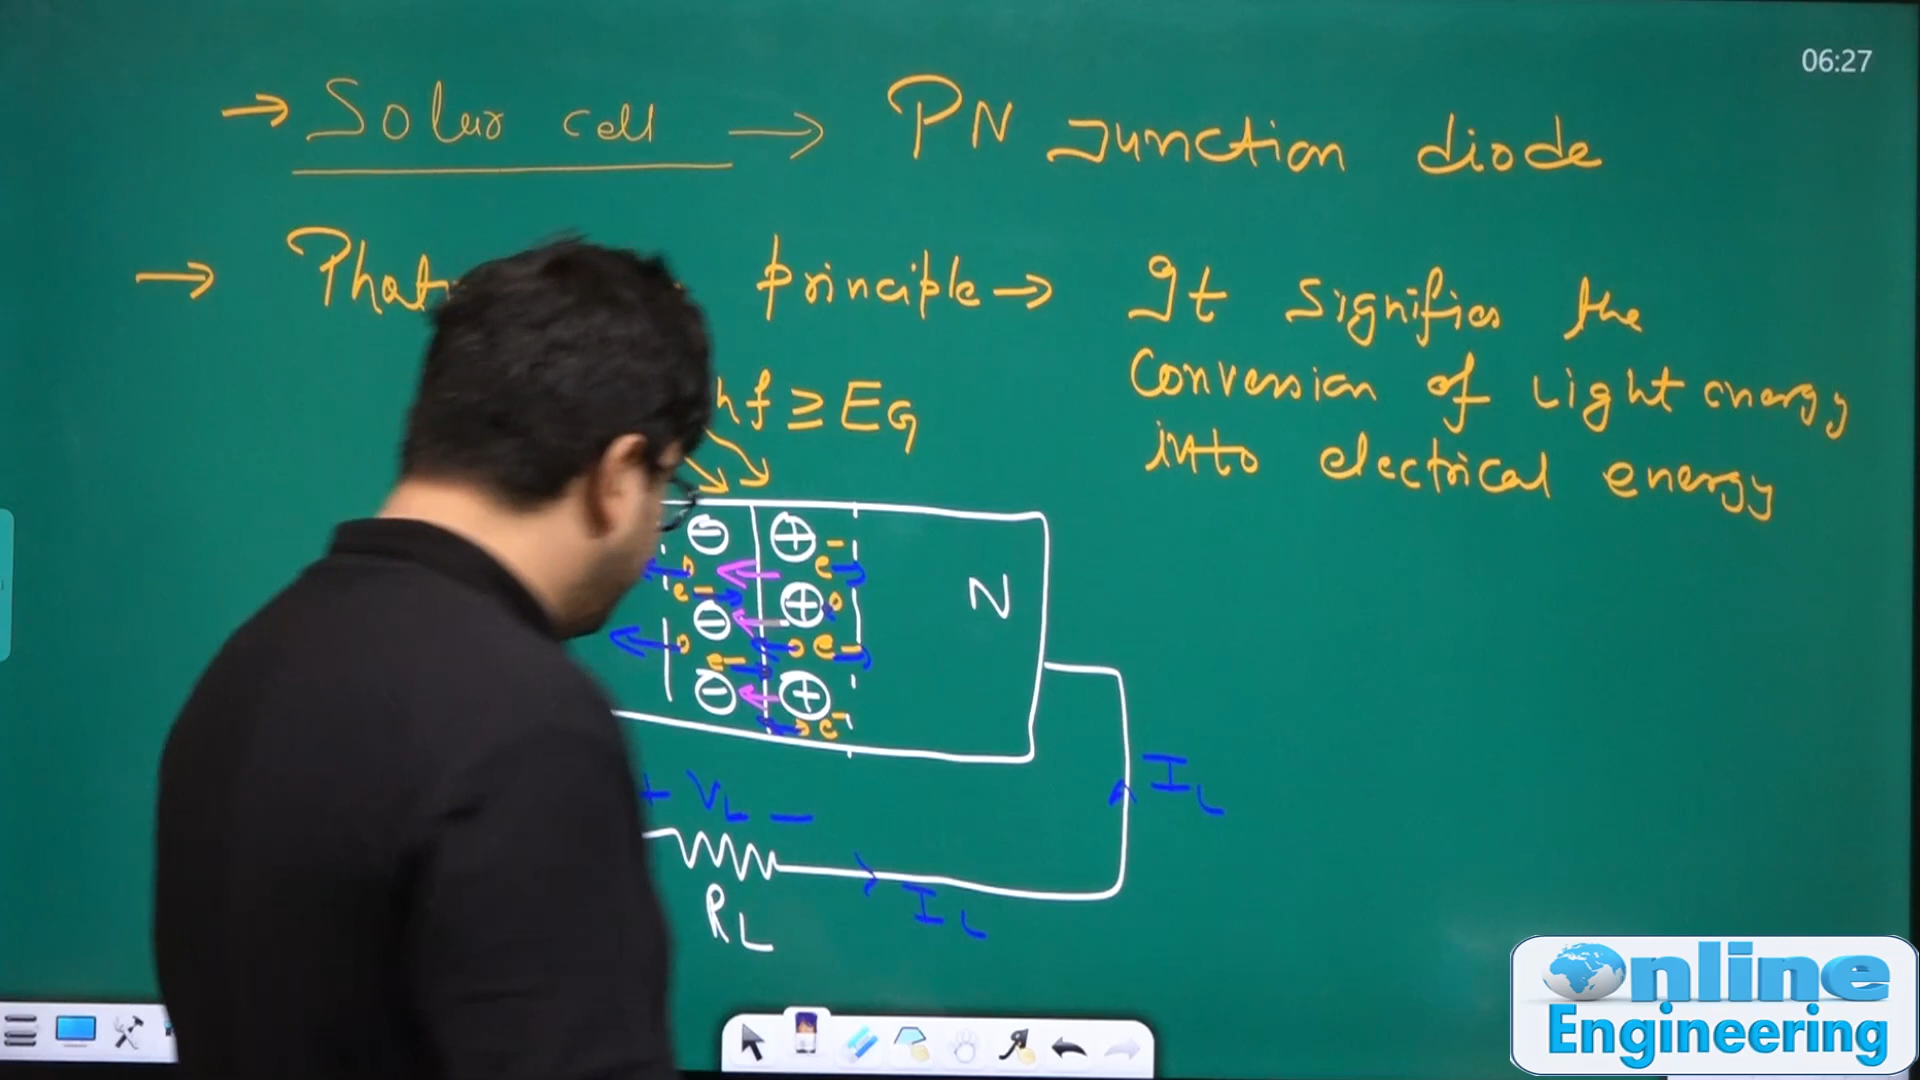 06:27
→ Solar cell → PN Junction diode
→ principle → It signifies the
conversion of Light energy
into electrical energy
hf ≥ EG
⊖ ⊕ e-
e-
⊖ ⊕ N
e- e-
⊖ ⊕
e-
+ VL − IL
RL IL
Online
Engineering